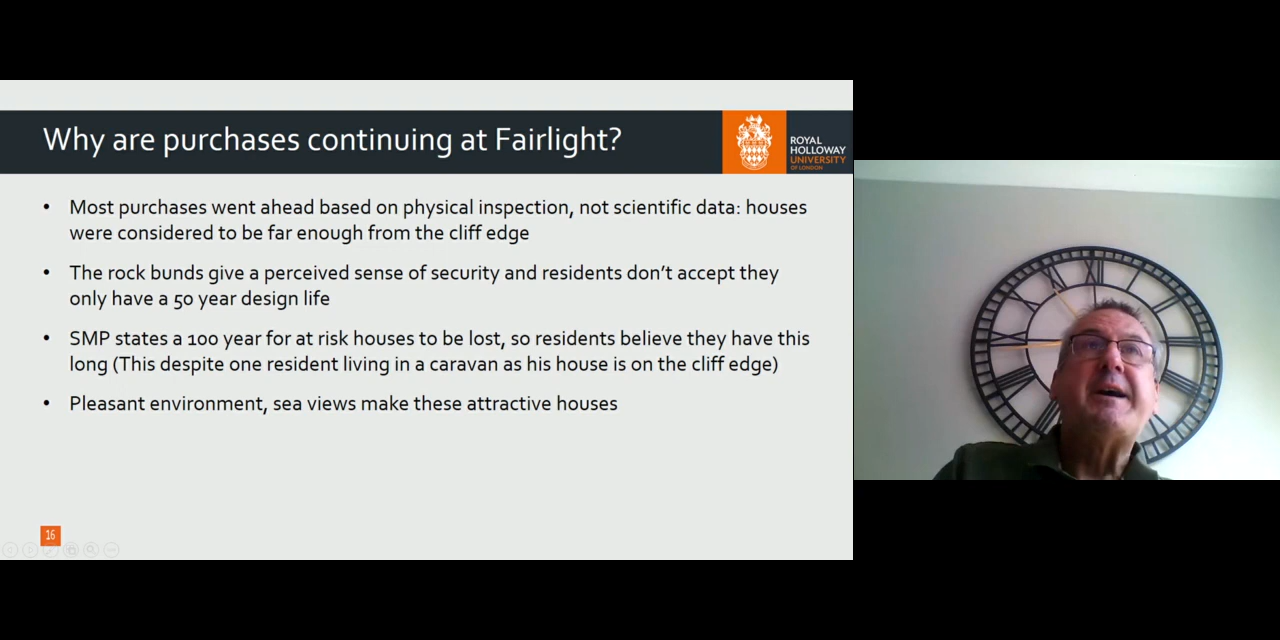 Why are purchases continuing at Fairlight?
ROYAL
HOLLOWAY
UNIVERSITY
OF LONDON
• Most purchases went ahead based on physical inspection, not scientific data: houses
were considered to be far enough from the cliff edge
• The rock bunds give a perceived sense of security and residents don’t accept they
only have a 50 year design life
• SMP states a 100 year for at risk houses to be lost, so residents believe they have this
long (This despite one resident living in a caravan as his house is on the cliff edge)
• Pleasant environment, sea views make these attractive houses
16